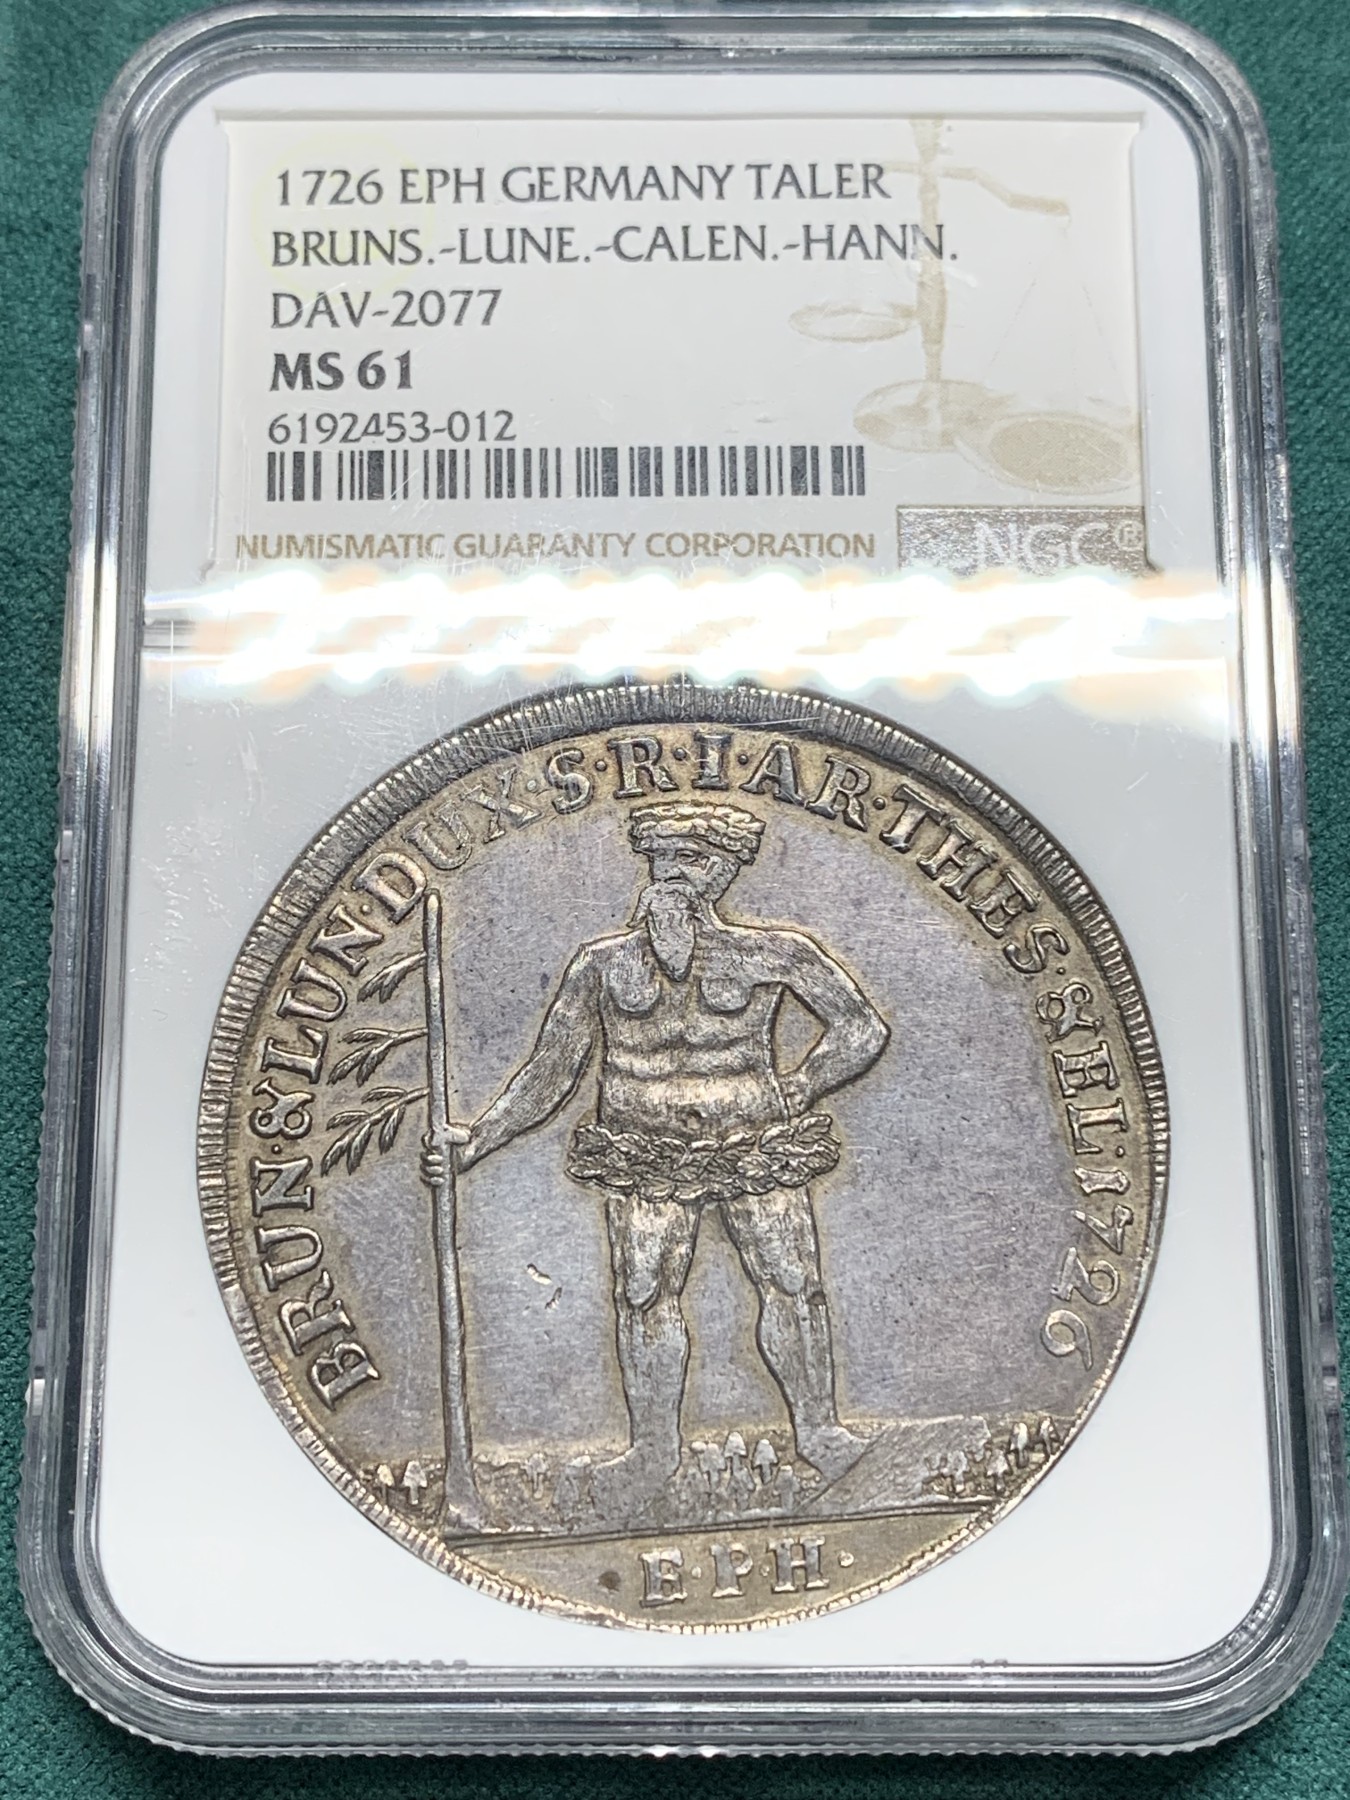 1726 EPH GERMANY TALER
BRUNS.-LUNE.-CALEN.-HANN.
DAV-2077
MS 61
6192453-012
NUMISMATIC GUARANTY CORPORATION
NGC®
BRUN·&LUN·DUX·S·R·I·AR·THES·&EL·1726
·E·P·H·